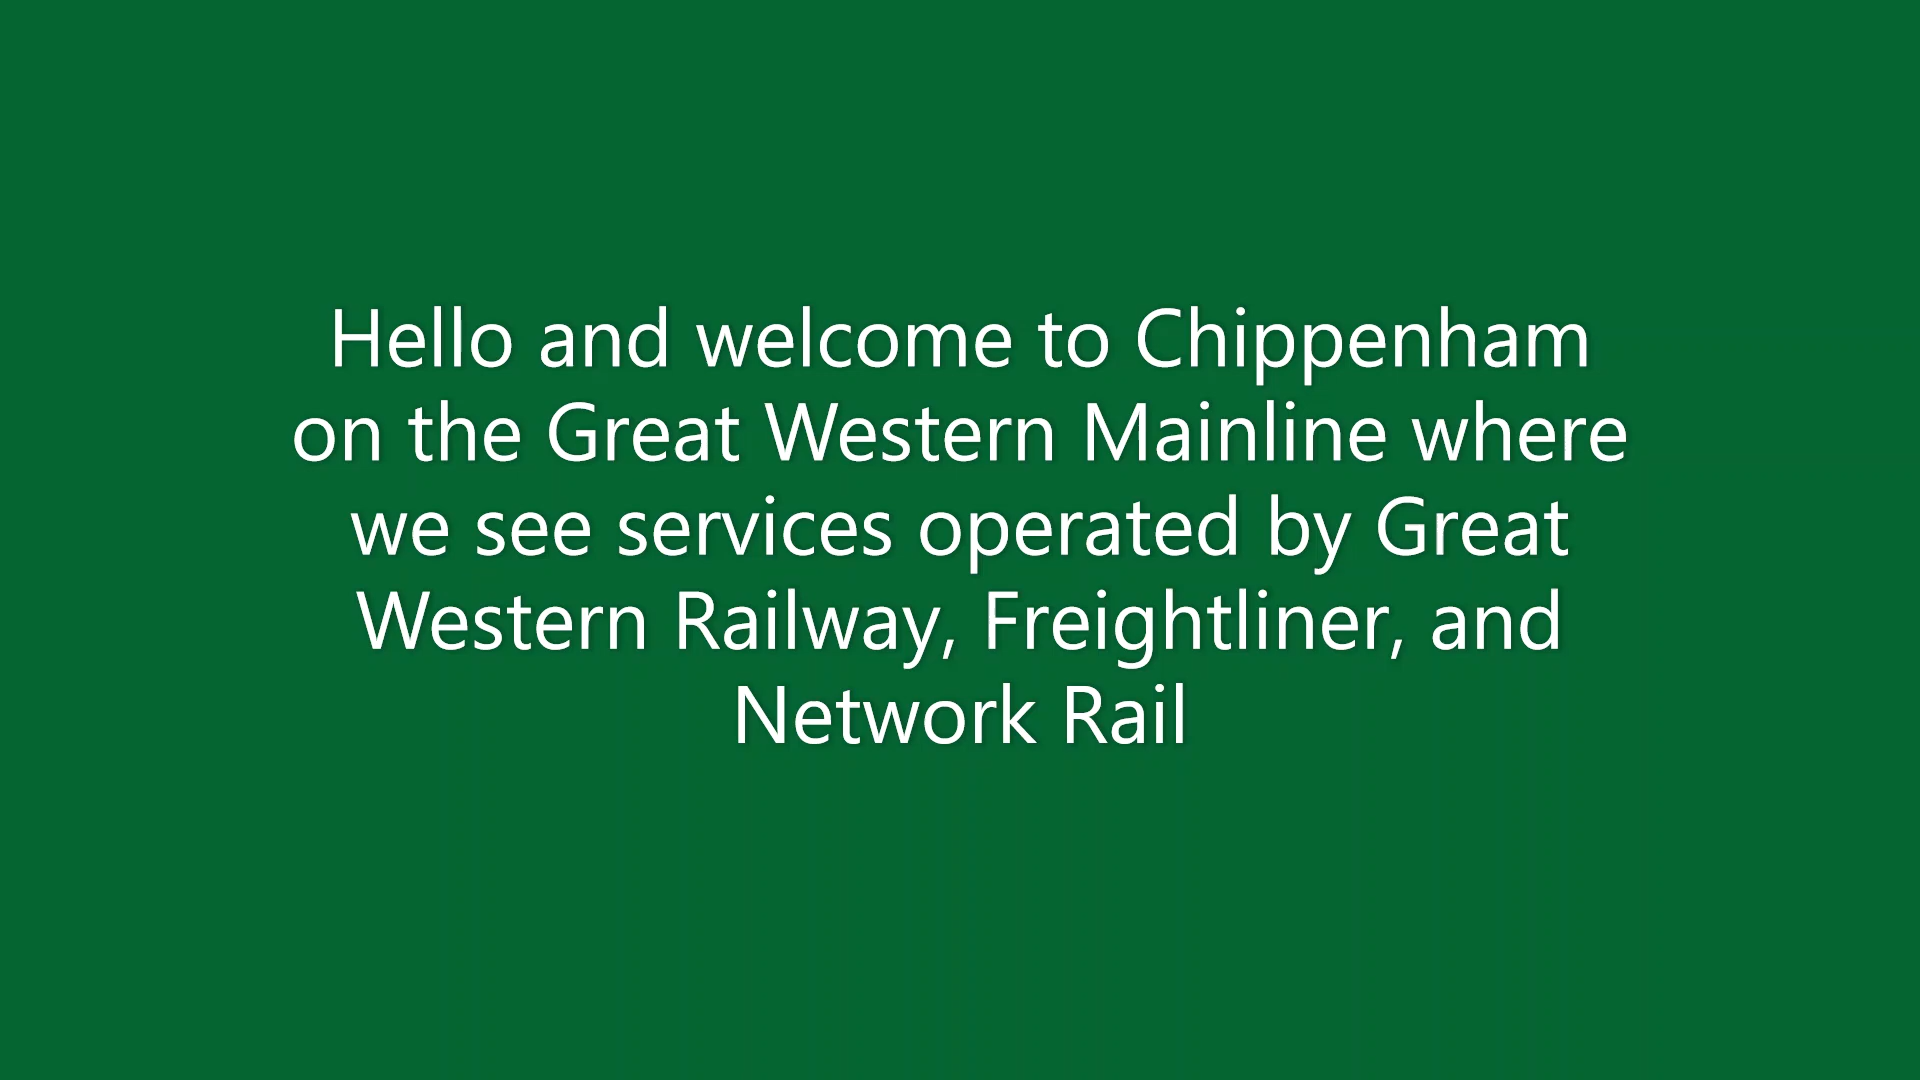 Hello and welcome to Chippenham
on the Great Western Mainline where
we see services operated by Great
Western Railway, Freightliner, and
Network Rail